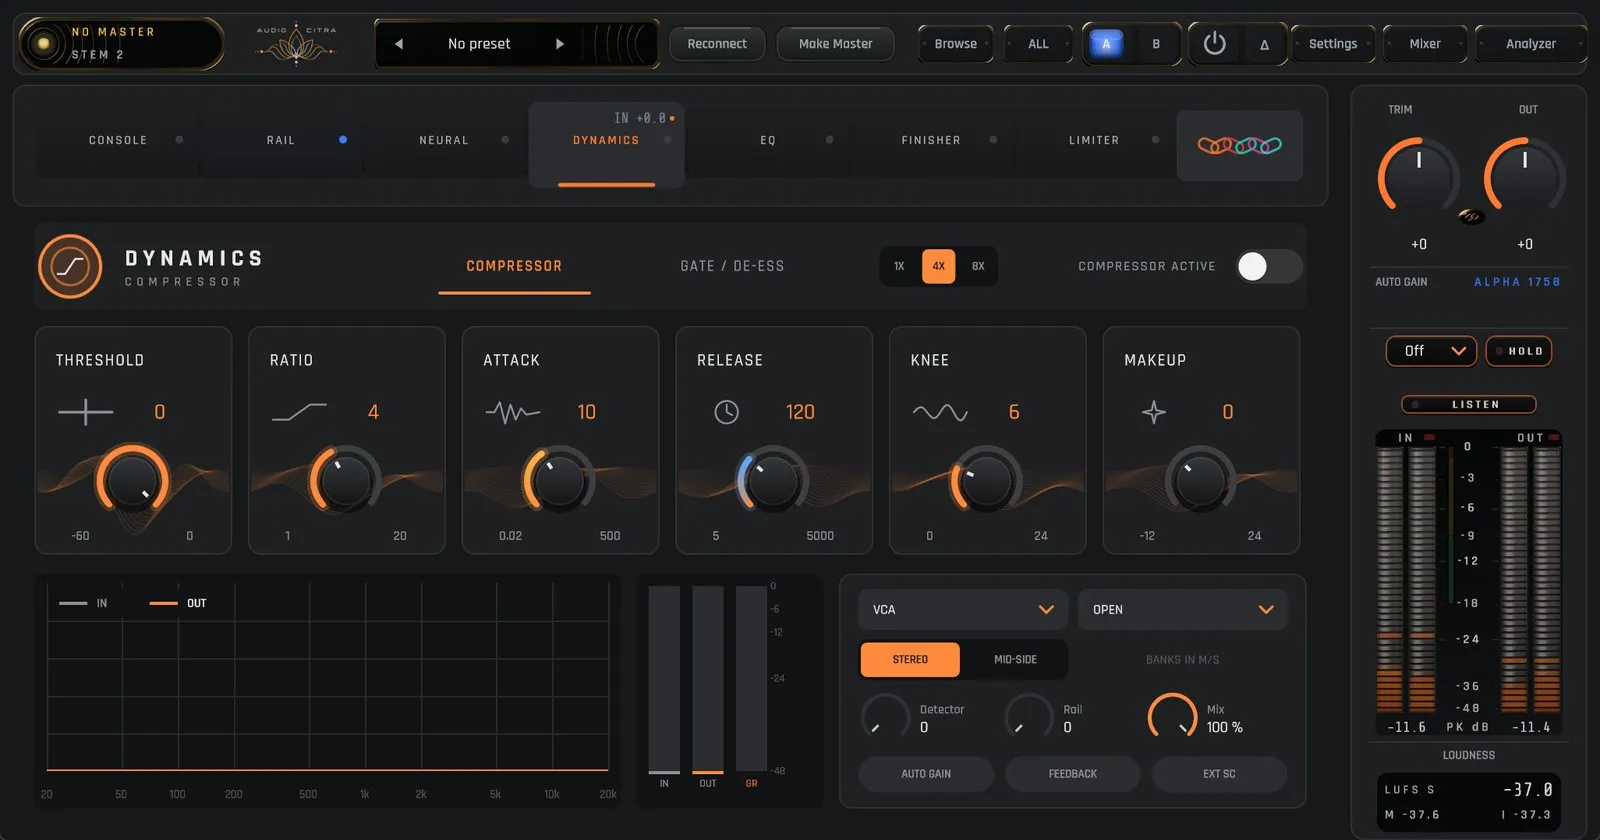 NO MASTER
STEM 2
AUDIO CITRA
No preset
Reconnect
Make Master
Browse
ALL
A
B
Δ
Settings
Mixer
Analyzer
CONSOLE
RAIL
NEURAL
IN +0.0
DYNAMICS
EQ
FINISHER
LIMITER
TRIM
OUT
+0
+0
AUTO GAIN
ALPHA 175B
Off
HOLD
LISTEN
DYNAMICS
COMPRESSOR
COMPRESSOR
GATE / DE-ESS
1X
4X
8X
COMPRESSOR ACTIVE
THRESHOLD
0
-60
0
RATIO
4
1
20
ATTACK
10
0.02
500
RELEASE
120
5
5000
KNEE
6
0
24
MAKEUP
0
-12
24
IN
OUT
20
50
100
200
500
1k
2k
5k
10k
20k
0
-6
-12
-24
-48
IN
OUT
GR
VCA
OPEN
STEREO
MID-SIDE
BANKS IN M/S
Detector
0
Rail
0
Mix
100 %
AUTO GAIN
FEEDBACK
EXT SC
IN
OUT
0
-3
-6
-9
-12
-18
-24
-36
-48
-11.6 PK dB -11.4
LOUDNESS
LUFS S -37.0
M -37.6 I -37.3